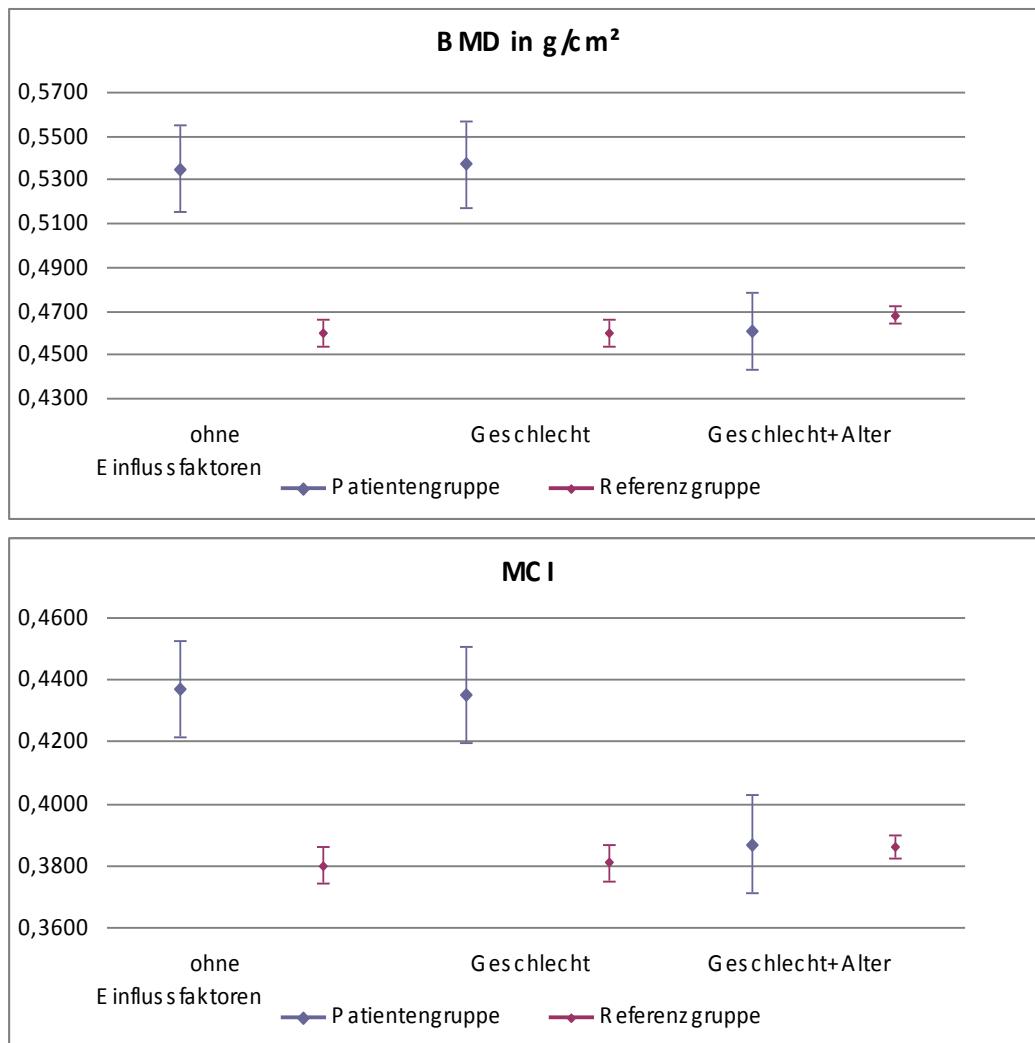 BMD in g/cm²
0,5700
0,5500
0,5300
0,5100
0,4900
0,4700
0,4500
0,4300
ohne Einflussfaktoren
Geschlecht
Geschlecht+Alter
Patientengruppe
Referenzgruppe
MCI
0,4600
0,4400
0,4200
0,4000
0,3800
0,3600
ohne Einflussfaktoren
Geschlecht
Geschlecht+Alter
Patientengruppe
Referenzgruppe